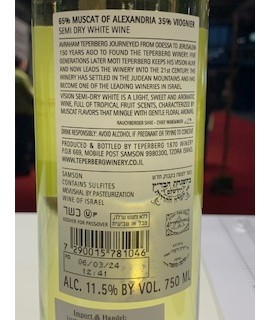 65% MUSCAT OF ALEXANDRIA 35% VIOGNIER
SEMI DRY WHITE WINE
AVRAHAM TEPERBERG JOURNEYED FROM ODESSA TO JERUSALEM
150 YEARS AGO TO FOUND THE TEPERBERG WINERY. FIVE
GENERATIONS LATER MOTI TEPERBERG KEEPS HIS VISION ALIVE
AND NOW LEADS THE WINERY INTO THE 21st CENTURY. THE
WINERY HAS SETTLED IN THE JUDEAN MOUNTAINS AND HAS
BECOME ONE OF THE LEADING WINERIES IN ISRAEL.
VISION SEMI-DRY WHITE IS A LIGHT, SWEET AND AROMATIC
WINE, FULL OF TROPICAL FRUIT SCENTS, CHARACTERIZED BY
MUSCAT FLAVORS THAT MINGLE WITH GENTLE FLORAL AROMAS.
DRINK RESPONSIBLY: AVOID ALCOHOL IF PREGNANT OR TRYING TO CONCEIVE
PRODUCED & BOTTLED BY TEPERBERG 1870 WINERY
P.O.B 669, MOBILE POST SAMSON 9980300, TZORA ISRAEL
WWW.TEPERBERGWINERY.CO.IL
SAMSON
CONTAINS SULFITES
MEVUSHAL BY PASTEURIZATION
WINE OF ISRAEL
כשר
KOSHER FOR PASSOVER
7290015781046
PD 06/03/24
12:41
ALC. 11.5% BY VOL. 750 ML
Import & Handel: